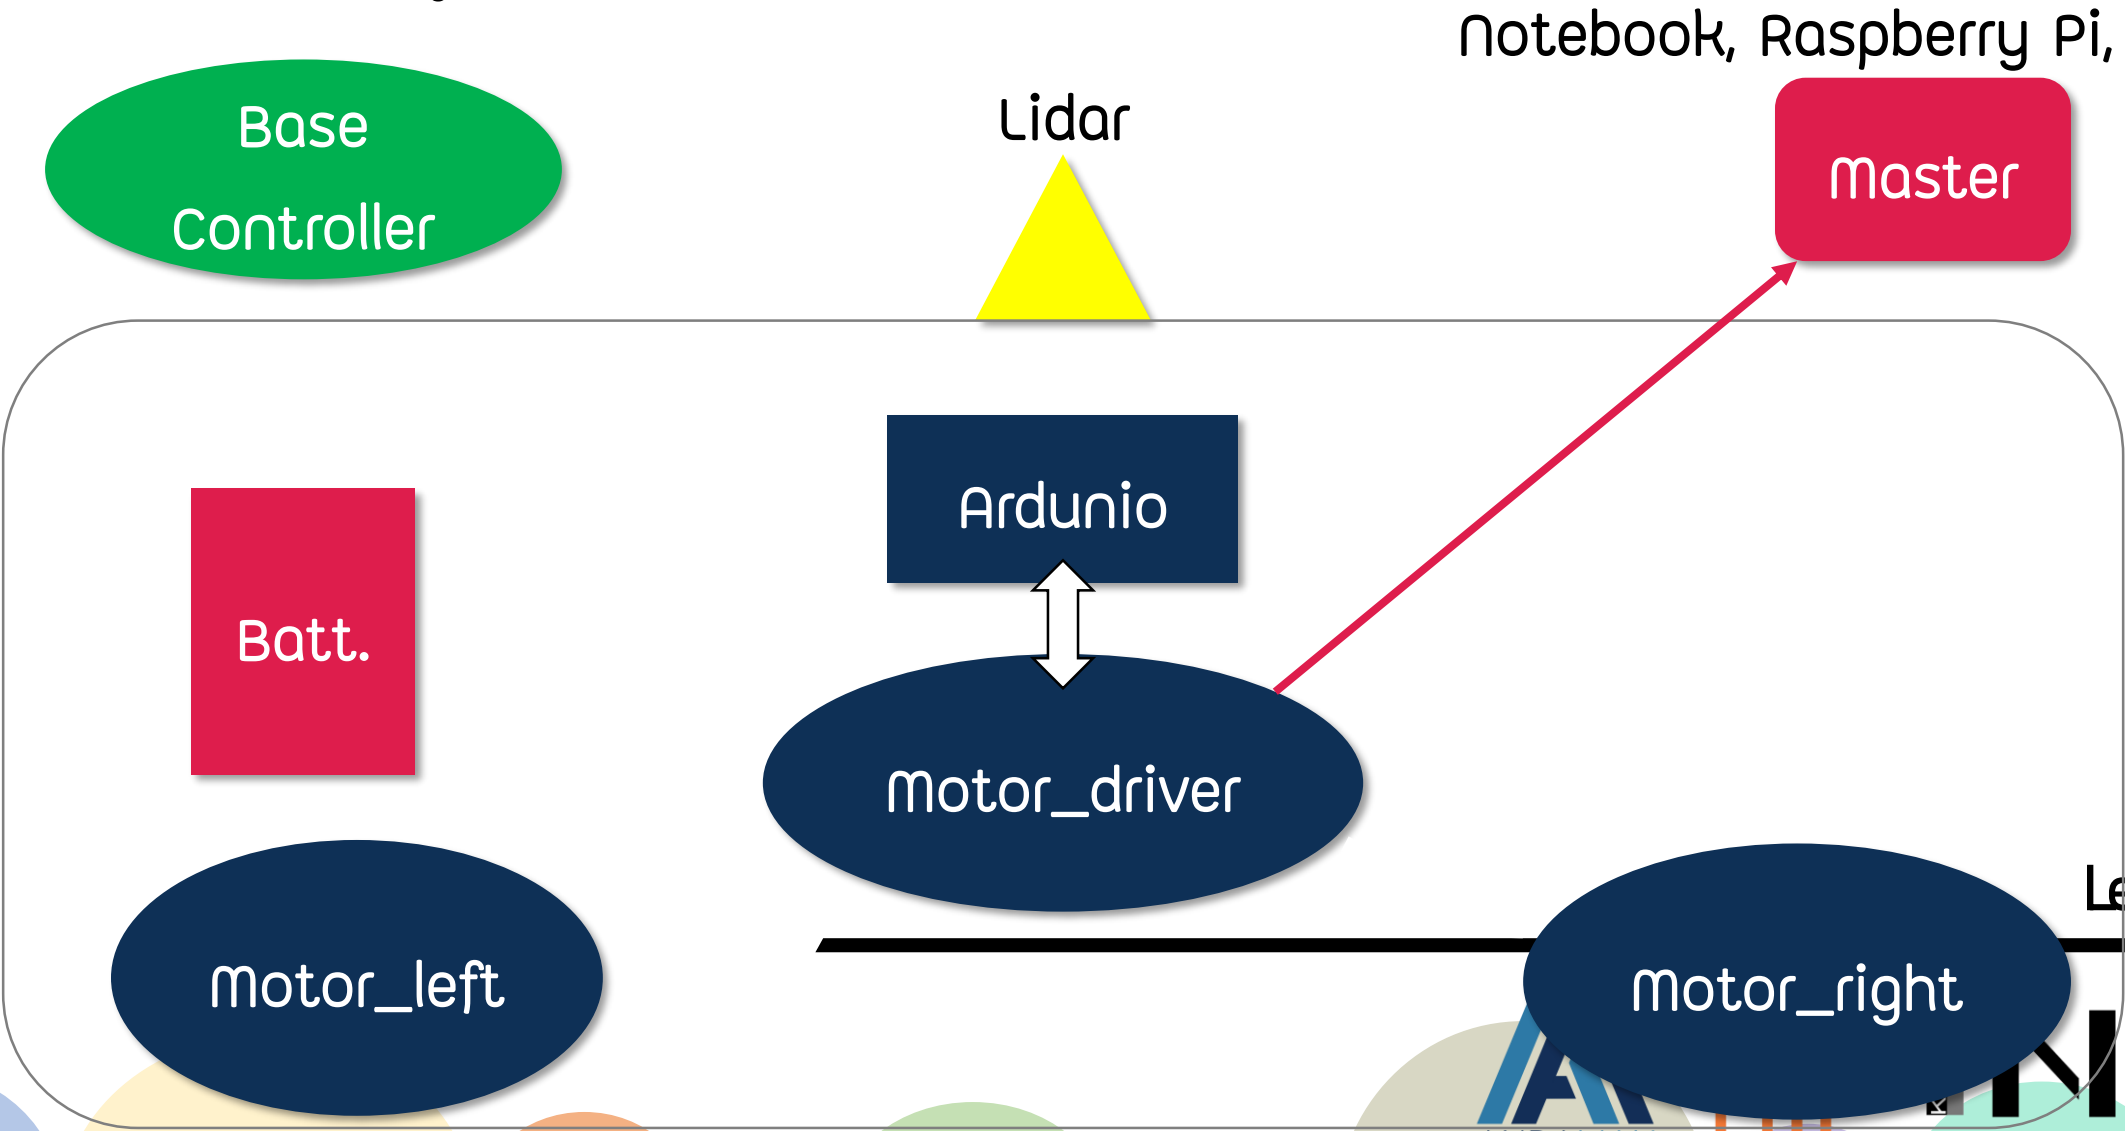 Notebook, Raspberry Pi,
Base
Controller
Lidar
Master
Ardunio
Batt.
Motor_driver
Motor_left
Motor_right